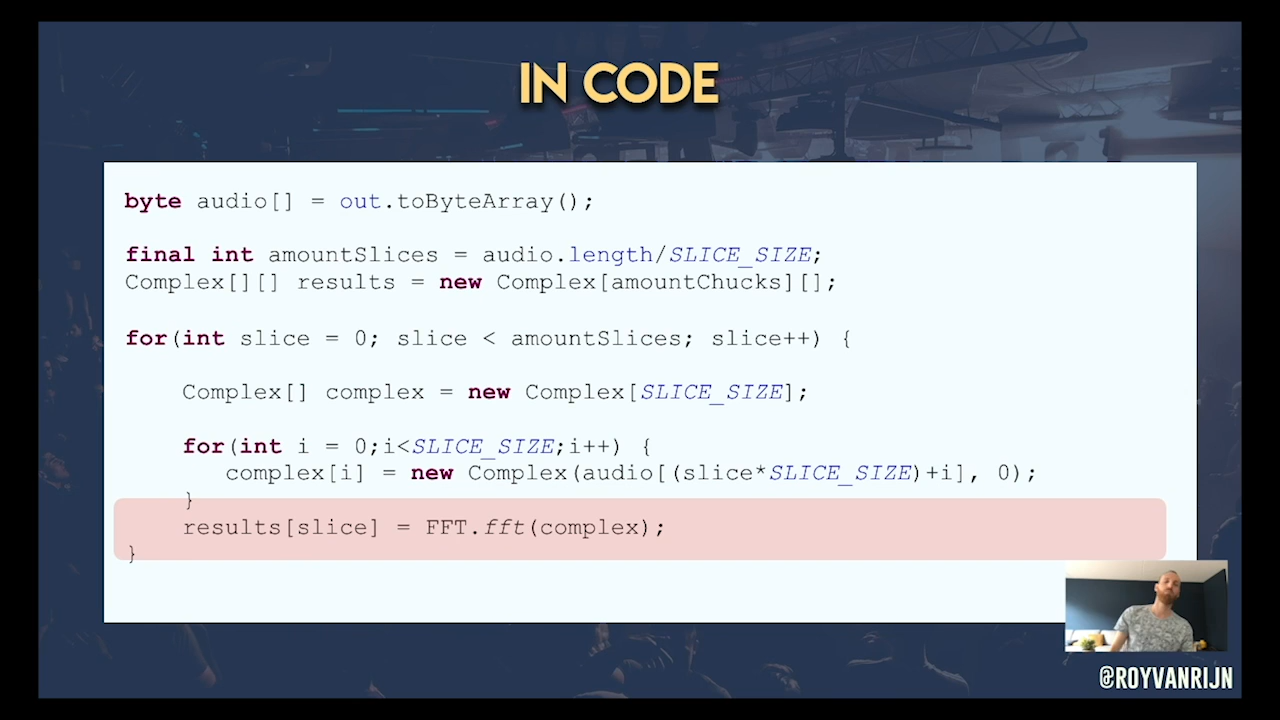 IN CODE
byte audio[] = out.toByteArray();
final int amountSlices = audio.length/SLICE_SIZE;
Complex[][] results = new Complex[amountChucks][];
for(int slice = 0; slice < amountSlices; slice++) {
Complex[] complex = new Complex[SLICE_SIZE];
for(int i = 0;i<SLICE_SIZE;i++) {
complex[i] = new Complex(audio[(slice*SLICE_SIZE)+i], 0);
}
results[slice] = FFT.fft(complex);
}
@ROYVANRIJN